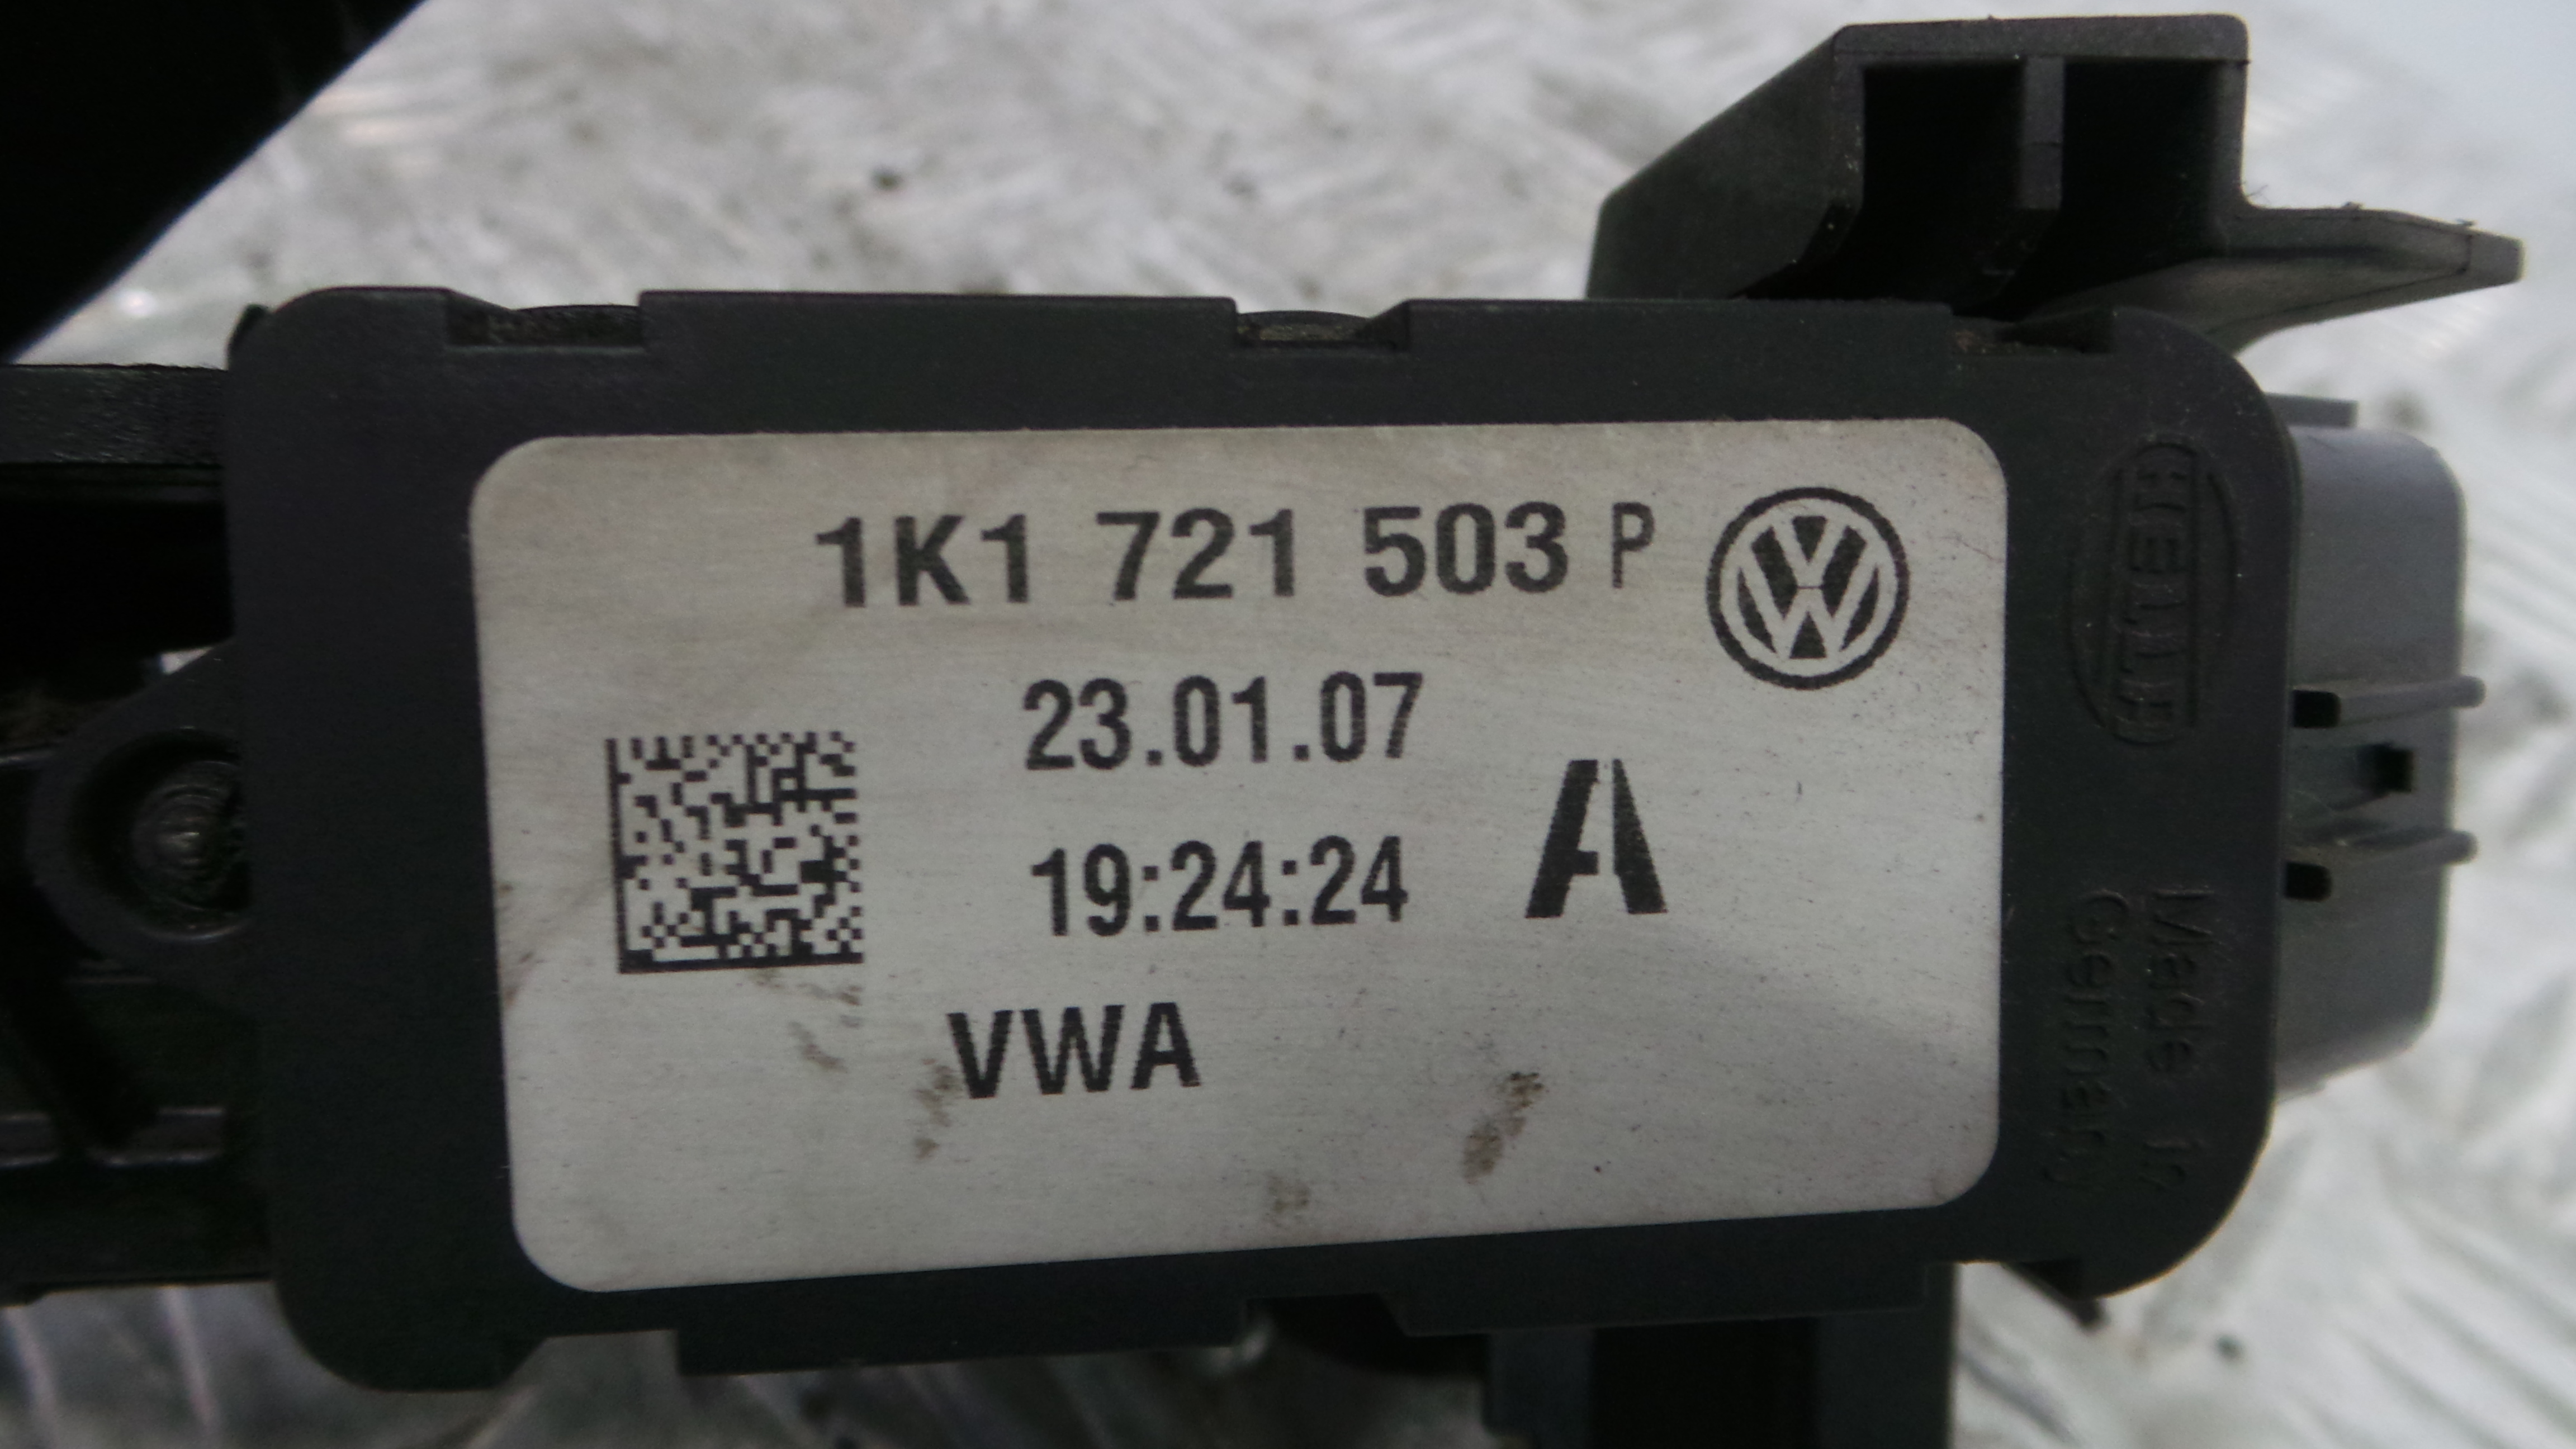 1K1 721 503 P
23.01.07
19:24:24
A
VWA
HELLA
Made in
Germany